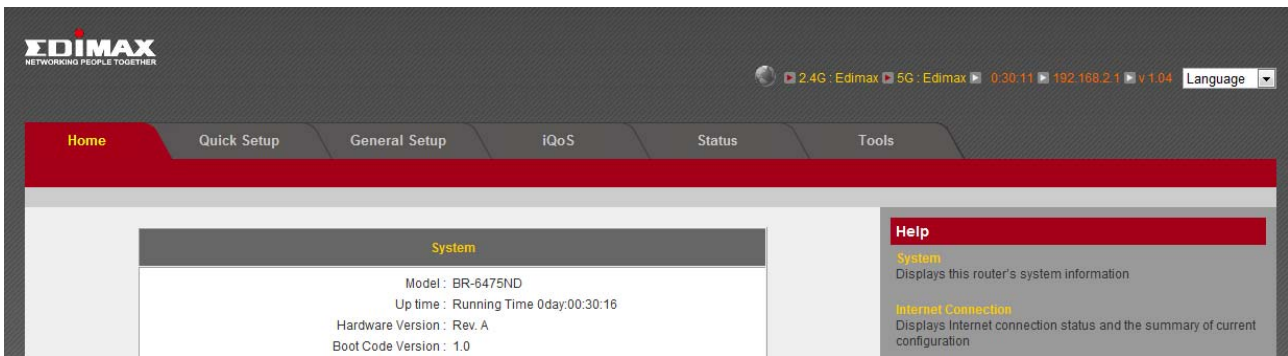 EDIMAX
NETWORKING PEOPLE TOGETHER
2.4G : Edimax 5G : Edimax 0:30:11 192.168.2.1 v 1.04 Language
Home Quick Setup General Setup iQoS Status Tools
System
Model : BR-6475ND
Up time : Running Time 0day:00:30:16
Hardware Version : Rev. A
Boot Code Version : 1.0
Help
System
Displays this router's system information
Internet Connection
Displays Internet connection status and the summary of current
configuration